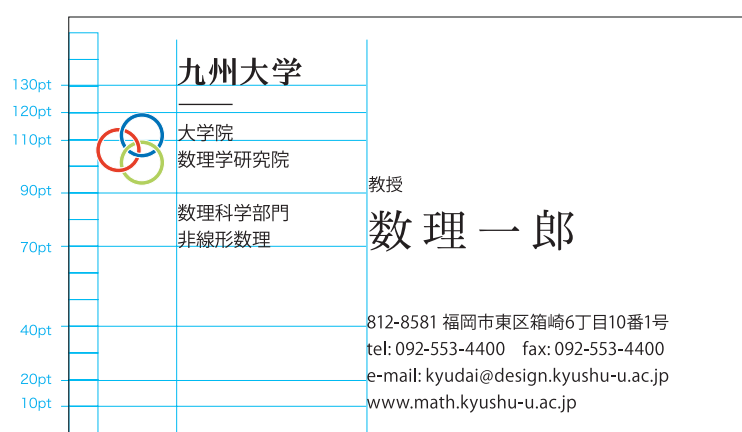 130pt
120pt
110pt
90pt
70pt
40pt
20pt
10pt
九州大学
大学院
数理学研究院
数理科学部門
非線形数理
教授
数理一郎
812-8581 福岡市東区箱崎6丁目10番1号
tel: 092-553-4400　fax: 092-553-4400
e-mail: kyudai@design.kyushu-u.ac.jp
www.math.kyushu-u.ac.jp